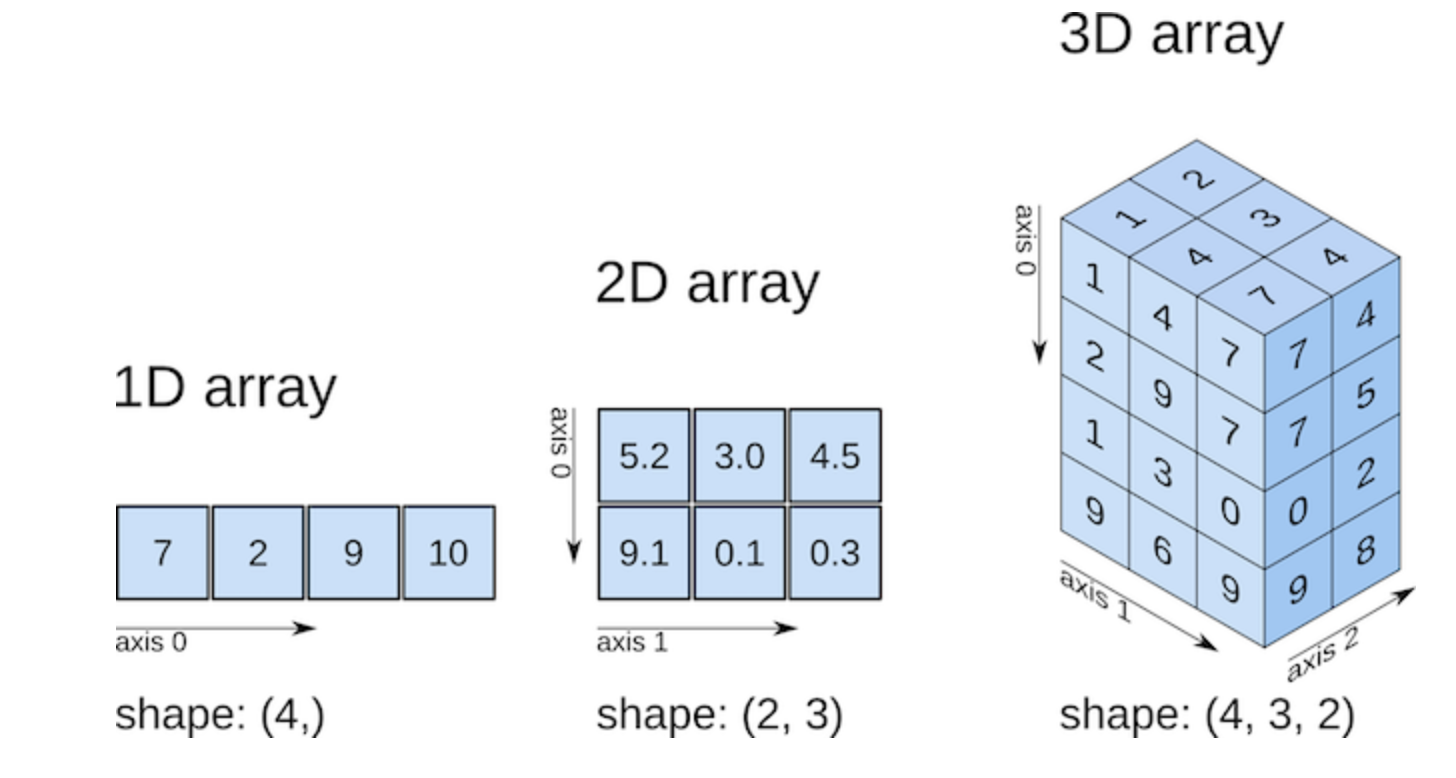 1D array
7 2 9 10
axis 0
shape: (4,)
2D array
axis 0
5.2 3.0 4.5
9.1 0.1 0.3
axis 1
shape: (2, 3)
3D array
axis 0
2
1 3
4 4
7
1 4 7 7 4
2 9 7 7 5
1 3 0 0 2
9 6 9 9 8
axis 1
axis 2
shape: (4, 3, 2)